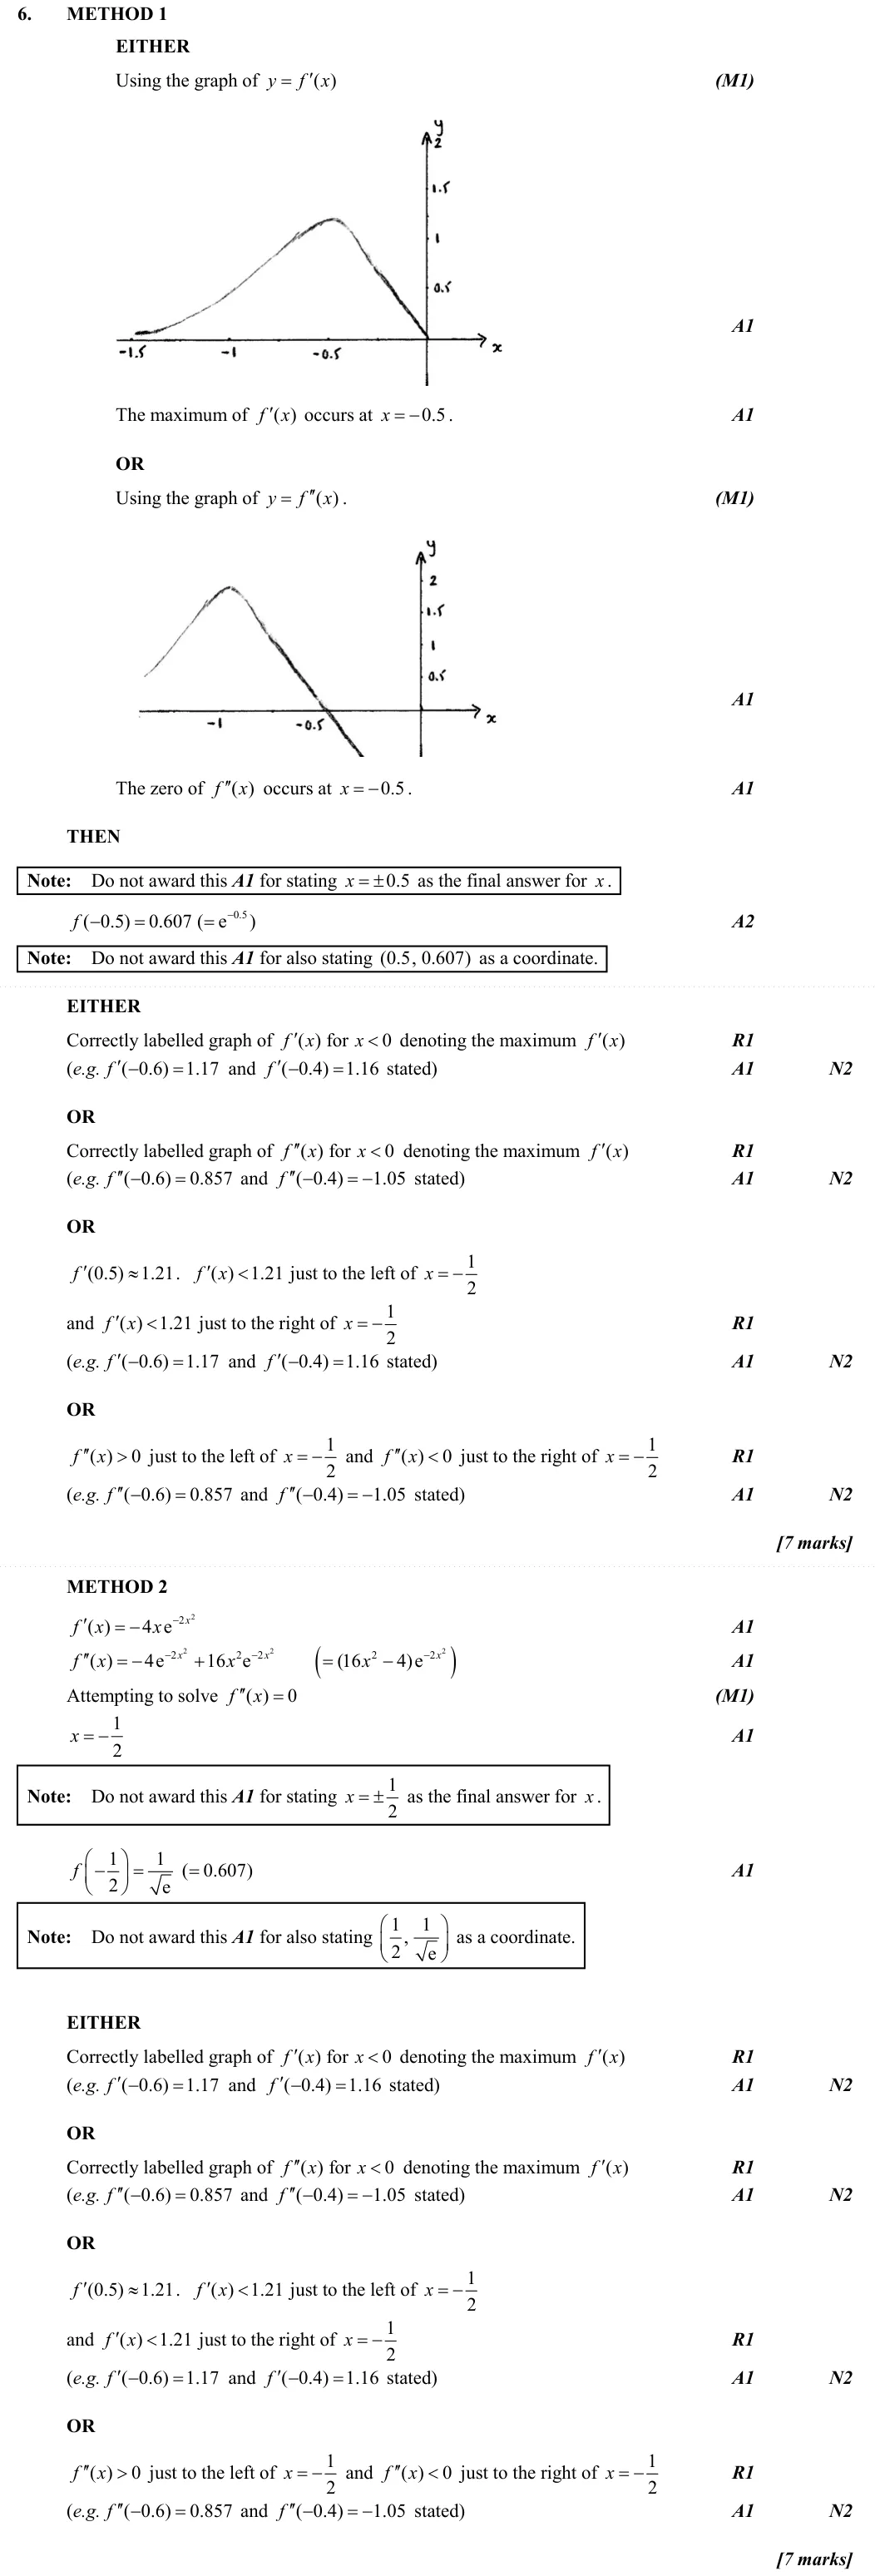 6. METHOD 1
EITHER
Using the graph of y = f′(x) (M1)
y
2
1.5
1
0.5
-1.5 -1 -0.5 x
A1
The maximum of f′(x) occurs at x = −0.5. A1
OR
Using the graph of y = f″(x). (M1)
y
2
1.5
1
0.5
A1
-1 -0.5 x
The zero of f″(x) occurs at x = −0.5. A1
THEN
Note: Do not award this A1 for stating x = ±0.5 as the final answer for x.
f(−0.5) = 0.607 (= e^−0.5) A2
Note: Do not award this A1 for also stating (0.5, 0.607) as a coordinate.
EITHER
Correctly labelled graph of f′(x) for x < 0 denoting the maximum f′(x) R1
(e.g. f′(−0.6) = 1.17 and f′(−0.4) = 1.16 stated) A1 N2
OR
Correctly labelled graph of f″(x) for x < 0 denoting the maximum f′(x) R1
(e.g. f″(−0.6) = 0.857 and f″(−0.4) = −1.05 stated) A1 N2
OR
f′(0.5) ≈ 1.21. f′(x) < 1.21 just to the left of x = −1/2
and f′(x) < 1.21 just to the right of x = −1/2 R1
(e.g. f′(−0.6) = 1.17 and f′(−0.4) = 1.16 stated) A1 N2
OR
f″(x) > 0 just to the left of x = −1/2 and f″(x) < 0 just to the right of x = −1/2 R1
(e.g. f″(−0.6) = 0.857 and f″(−0.4) = −1.05 stated) A1 N2
[7 marks]
METHOD 2
f′(x) = −4xe^−2x² A1
f″(x) = −4e^−2x² + 16x²e^−2x² (= (16x² − 4)e^−2x²) A1
Attempting to solve f″(x) = 0 (M1)
x = −1/2 A1
Note: Do not award this A1 for stating x = ±1/2 as the final answer for x.
f(−1/2) = 1/√e (= 0.607) A1
Note: Do not award this A1 for also stating (1/2, 1/√e) as a coordinate.
EITHER
Correctly labelled graph of f′(x) for x < 0 denoting the maximum f′(x) R1
(e.g. f′(−0.6) = 1.17 and f′(−0.4) = 1.16 stated) A1 N2
OR
Correctly labelled graph of f″(x) for x < 0 denoting the maximum f′(x) R1
(e.g. f″(−0.6) = 0.857 and f″(−0.4) = −1.05 stated) A1 N2
OR
f′(0.5) ≈ 1.21. f′(x) < 1.21 just to the left of x = −1/2
and f′(x) < 1.21 just to the right of x = −1/2 R1
(e.g. f′(−0.6) = 1.17 and f′(−0.4) = 1.16 stated) A1 N2
OR
f″(x) > 0 just to the left of x = −1/2 and f″(x) < 0 just to the right of x = −1/2 R1
(e.g. f″(−0.6) = 0.857 and f″(−0.4) = −1.05 stated) A1 N2
[7 marks]